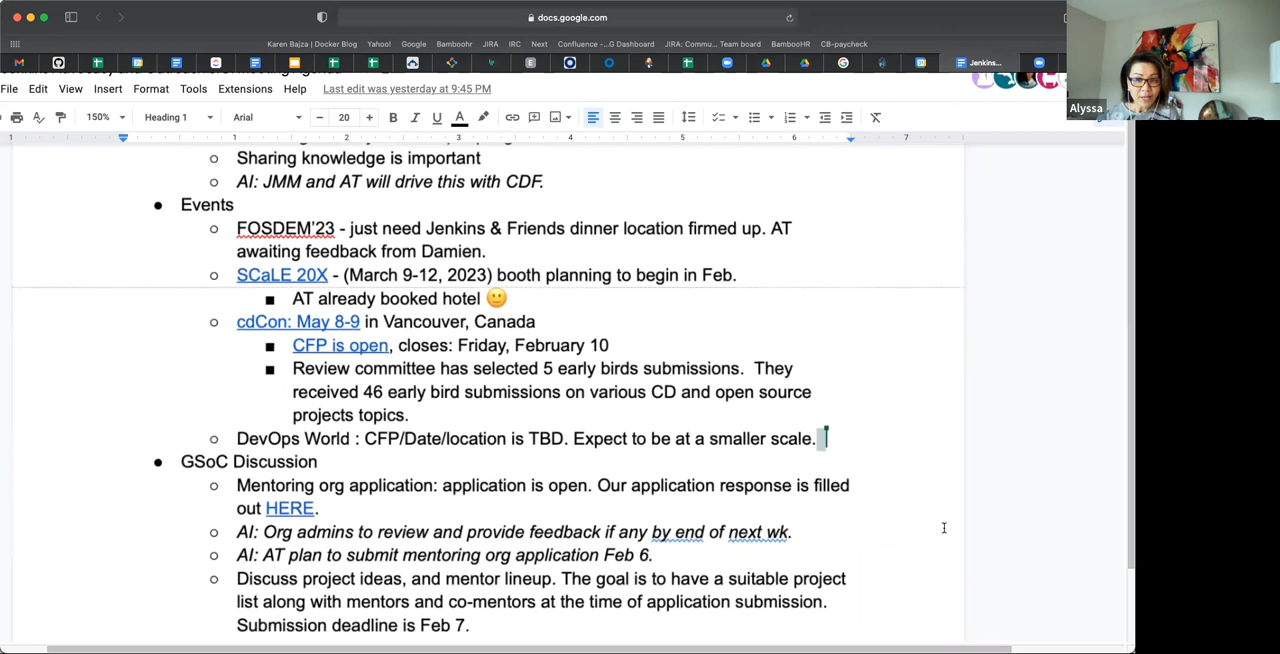 docs.google.com
Karen Bajza | Docker Blog Yahoo! Google Bamboohr JIRA IRC Next Confluence -...G Dashboard JIRA: Commu... Team board BambooHR CB-paycheck
Jenkins...
Alyssa
File Edit View Insert Format Tools Extensions Help Last edit was yesterday at 9:45 PM
150% Heading 1 Arial 20 B I U A
1 1 2 3 4 5 6 7
Sharing knowledge is important
AI: JMM and AT will drive this with CDF.
Events
FOSDEM'23 - just need Jenkins & Friends dinner location firmed up. AT
awaiting feedback from Damien.
SCaLE 20X - (March 9-12, 2023) booth planning to begin in Feb.
AT already booked hotel 🙂
cdCon: May 8-9 in Vancouver, Canada
CFP is open, closes: Friday, February 10
Review committee has selected 5 early birds submissions. They
received 46 early bird submissions on various CD and open source
projects topics.
DevOps World : CFP/Date/location is TBD. Expect to be at a smaller scale.
GSoC Discussion
Mentoring org application: application is open. Our application response is filled
out HERE.
AI: Org admins to review and provide feedback if any by end of next wk.
AI: AT plan to submit mentoring org application Feb 6.
Discuss project ideas, and mentor lineup. The goal is to have a suitable project
list along with mentors and co-mentors at the time of application submission.
Submission deadline is Feb 7.